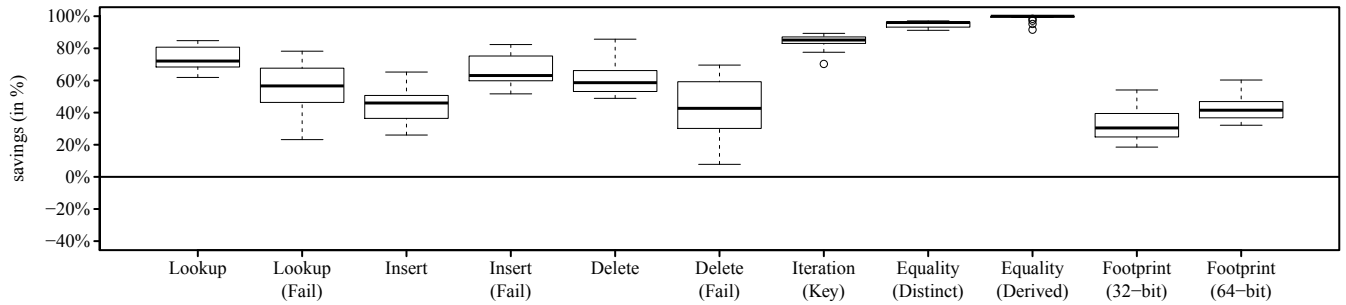 savings (in %)
100%
80%
60%
40%
20%
0%
−20%
−40%
Lookup
Lookup
(Fail)
Insert
Insert
(Fail)
Delete
Delete
(Fail)
Iteration
(Key)
Equality
(Distinct)
Equality
(Derived)
Footprint
(32−bit)
Footprint
(64−bit)